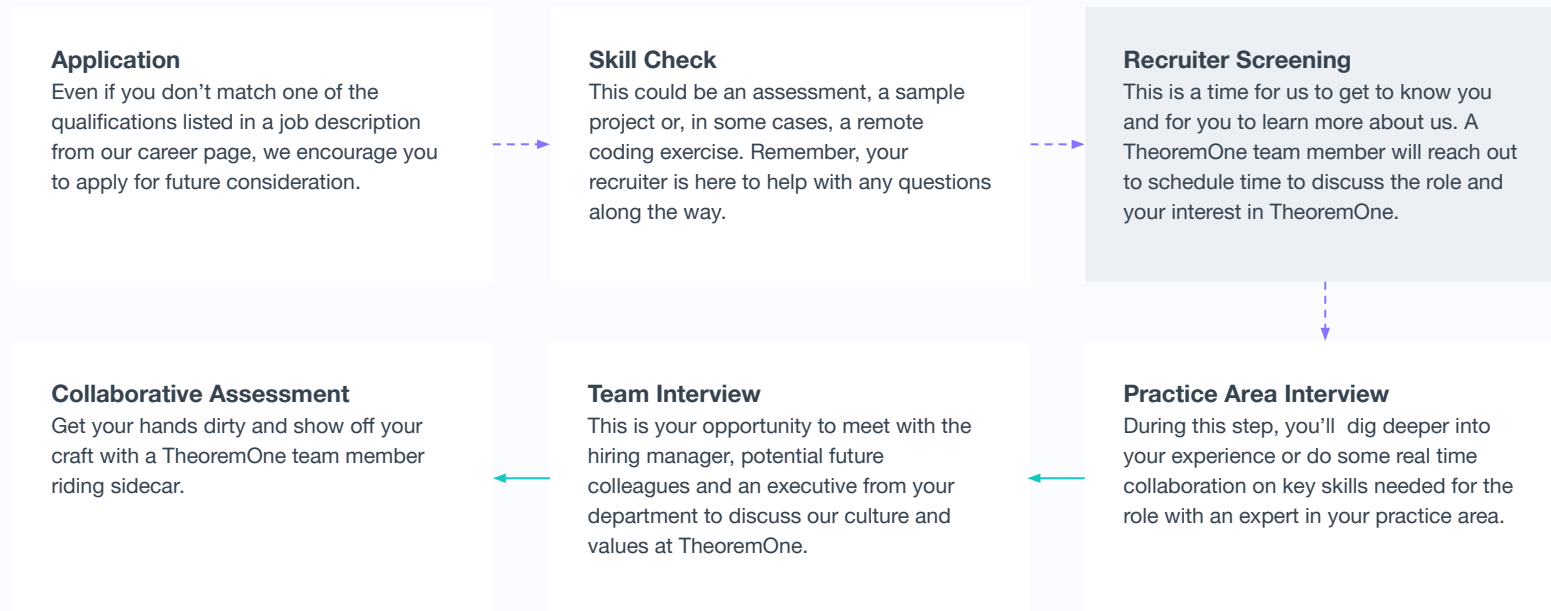 Application
Even if you don’t match one of the
qualifications listed in a job description
from our career page, we encourage you
to apply for future consideration.
Skill Check
This could be an assessment, a sample
project or, in some cases, a remote
coding exercise. Remember, your
recruiter is here to help with any questions
along the way.
Recruiter Screening
This is a time for us to get to know you
and for you to learn more about us. A
TheoremOne team member will reach out
to schedule time to discuss the role and
your interest in TheoremOne.
Practice Area Interview
During this step, you’ll  dig deeper into
your experience or do some real time
collaboration on key skills needed for the
role with an expert in your practice area.
Team Interview
This is your opportunity to meet with the
hiring manager, potential future
colleagues and an executive from your
department to discuss our culture and
values at TheoremOne.
Collaborative Assessment
Get your hands dirty and show off your
craft with a TheoremOne team member
riding sidecar.